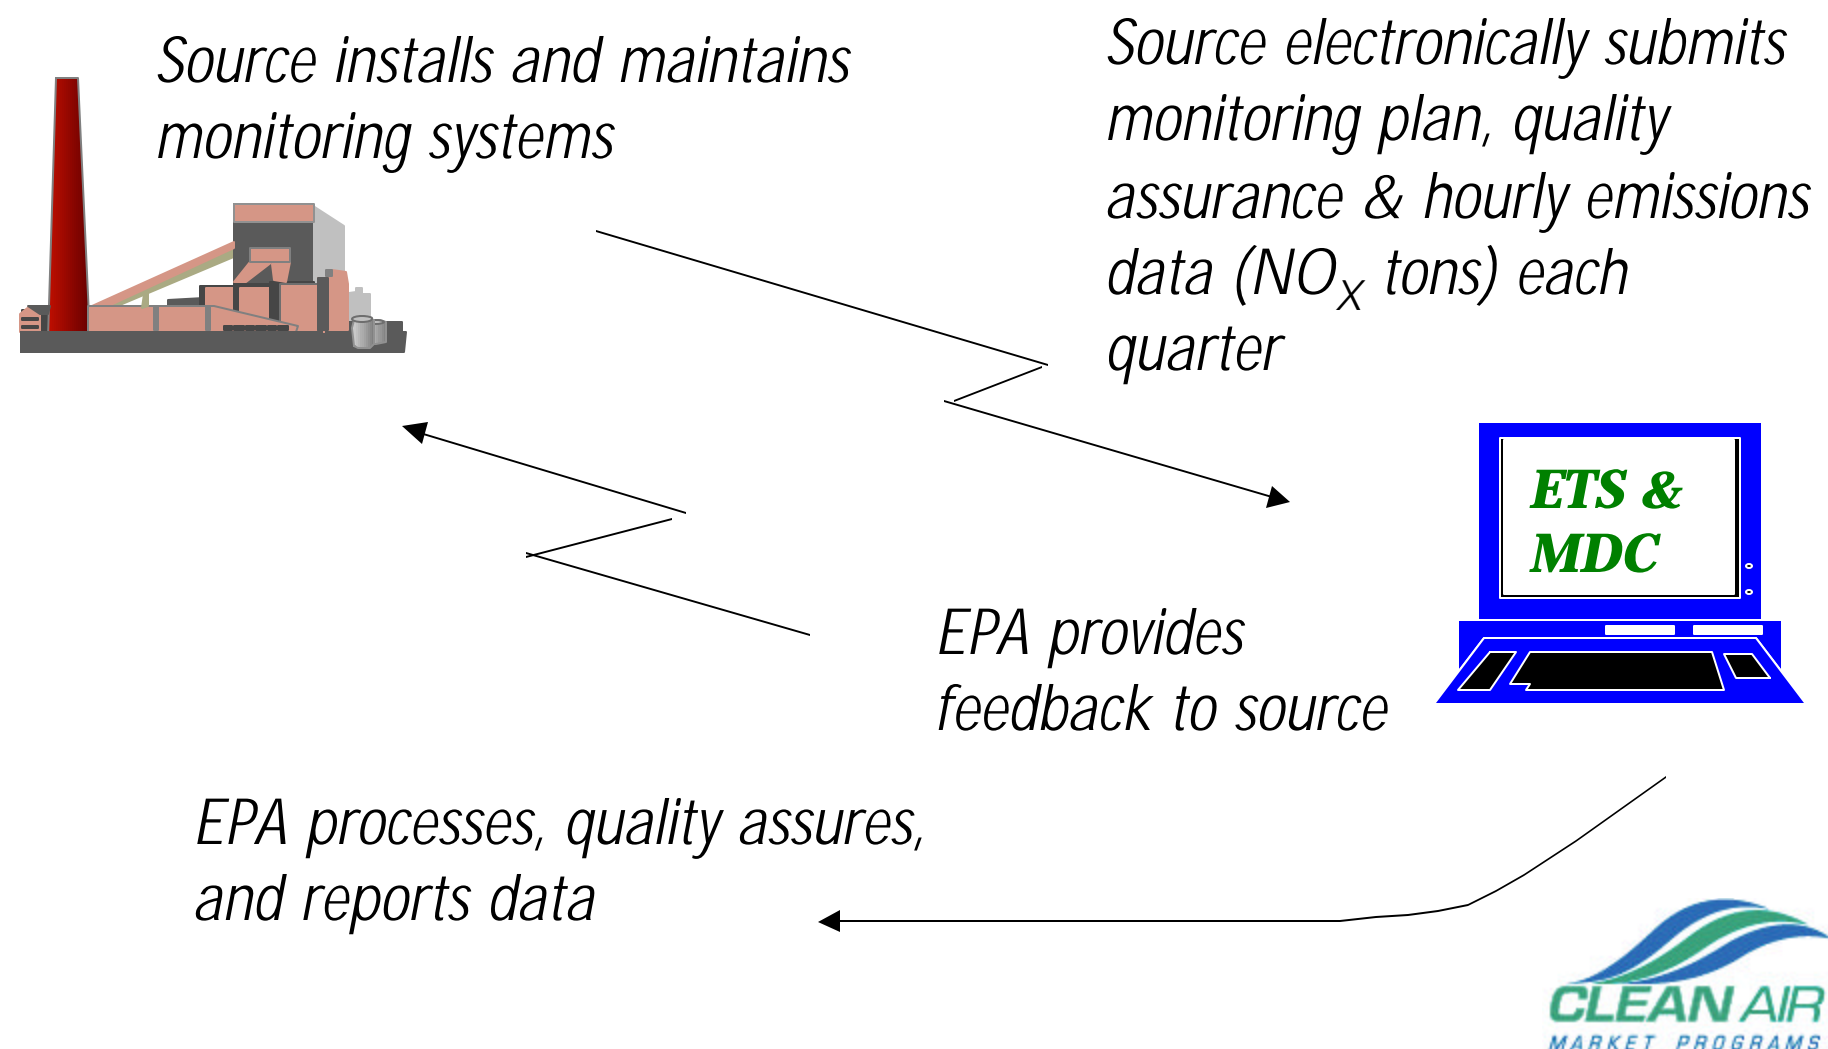 Source installs and maintains
monitoring systems
Source electronically submits
monitoring plan, quality
assurance & hourly emissions
data (NOX tons) each
quarter
ETS &
MDC
EPA provides
feedback to source
EPA processes, quality assures,
and reports data
CLEAN AIR
MARKET PROGRAMS